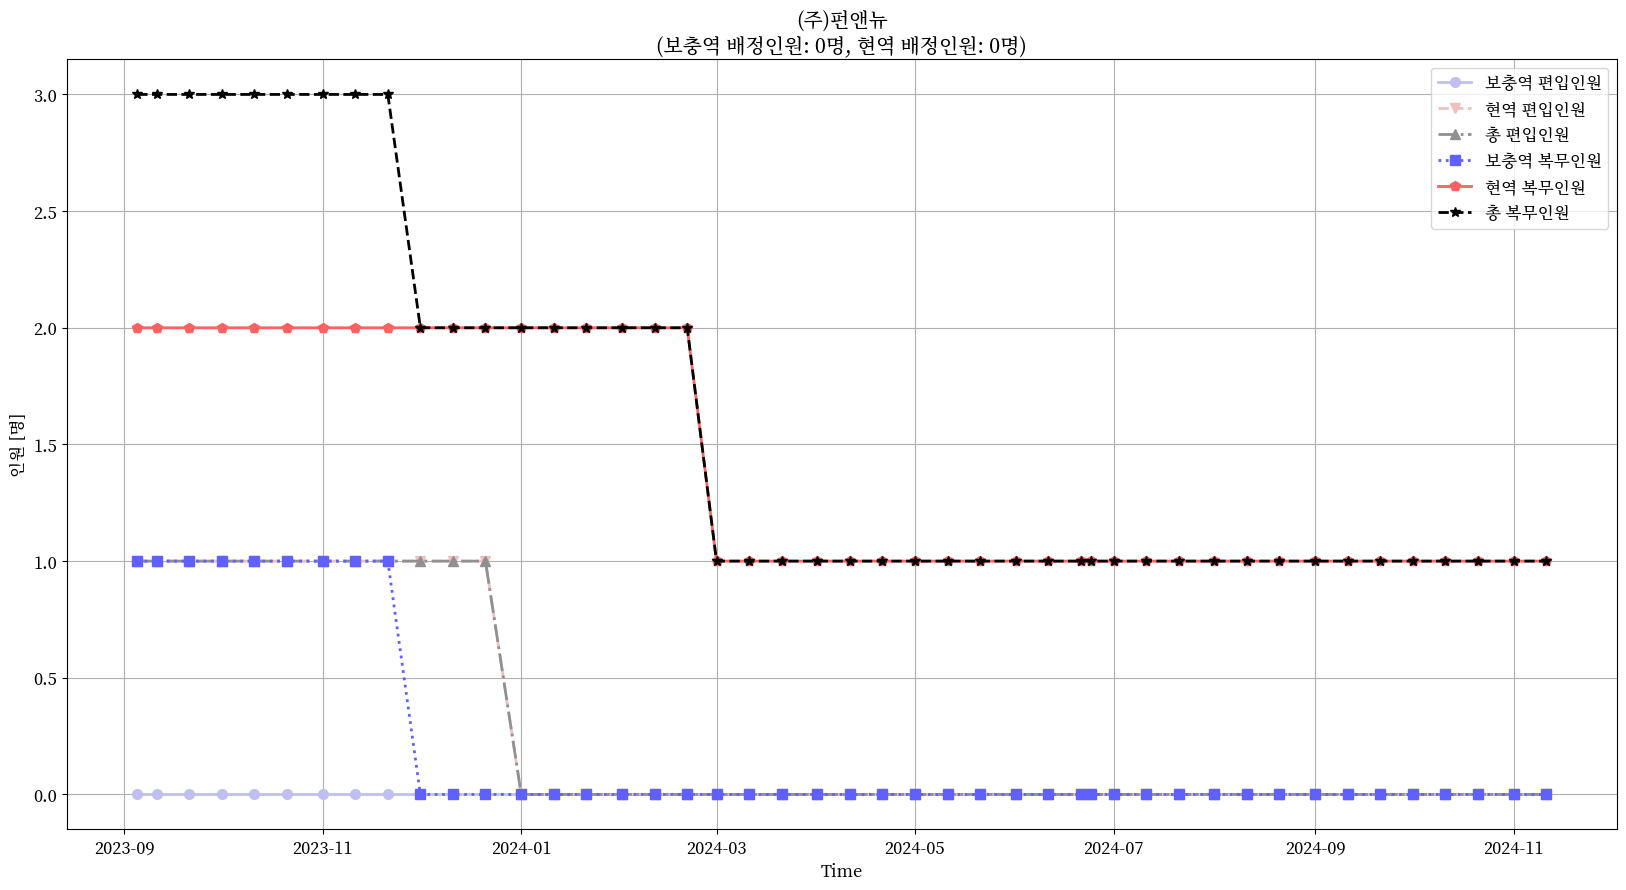 (주)펀앤뉴
(보충역 배정인원: 0명, 현역 배정인원: 0명)
보충역 편입인원
현역 편입인원
총 편입인원
보충역 복무인원
현역 복무인원
총 복무인원
인원 [명]
3.0
2.5
2.0
1.5
1.0
0.5
0.0
2023-09
2023-11
2024-01
2024-03
2024-05
2024-07
2024-09
2024-11
Time